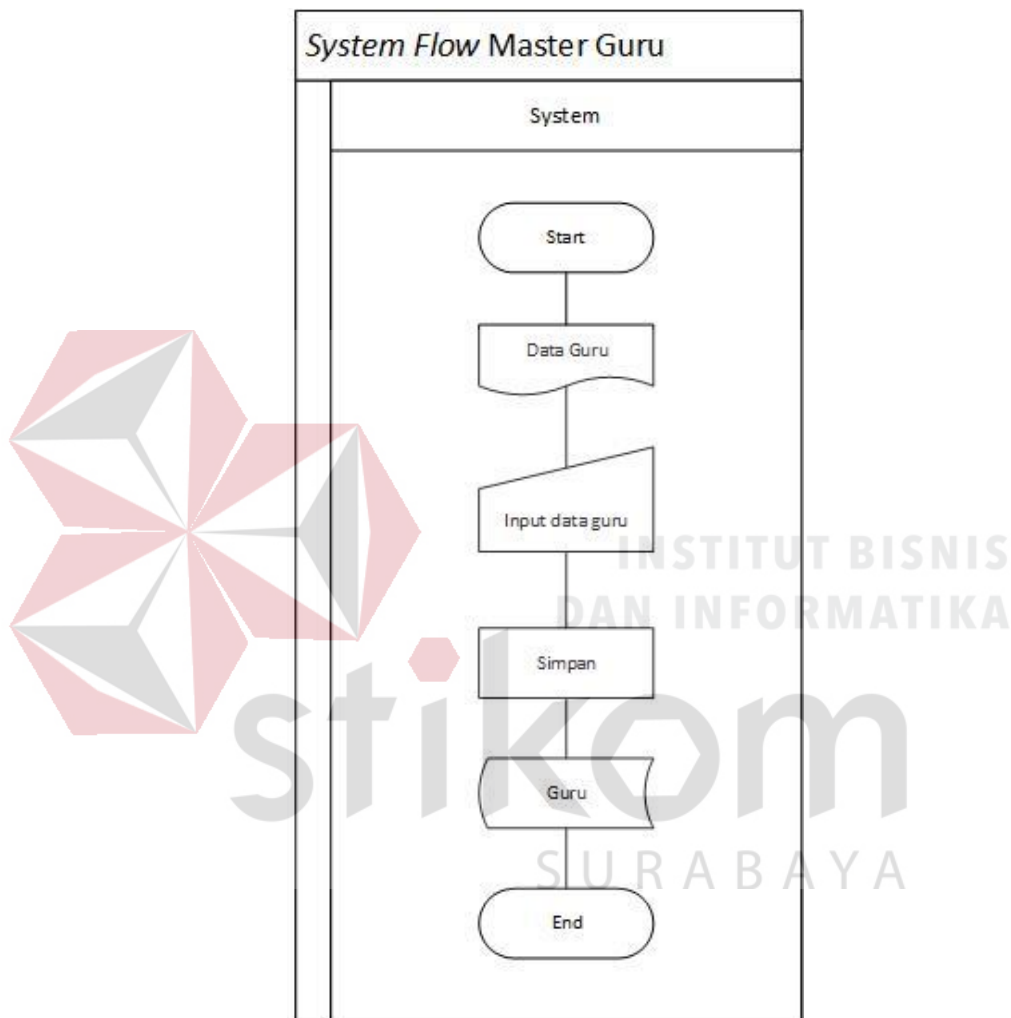 System Flow Master Guru
System
Start
Data Guru
Input data guru
INSTITUT BISNIS
DAN INFORMATIKA
Simpan
stikom
Guru
SURABAYA
End